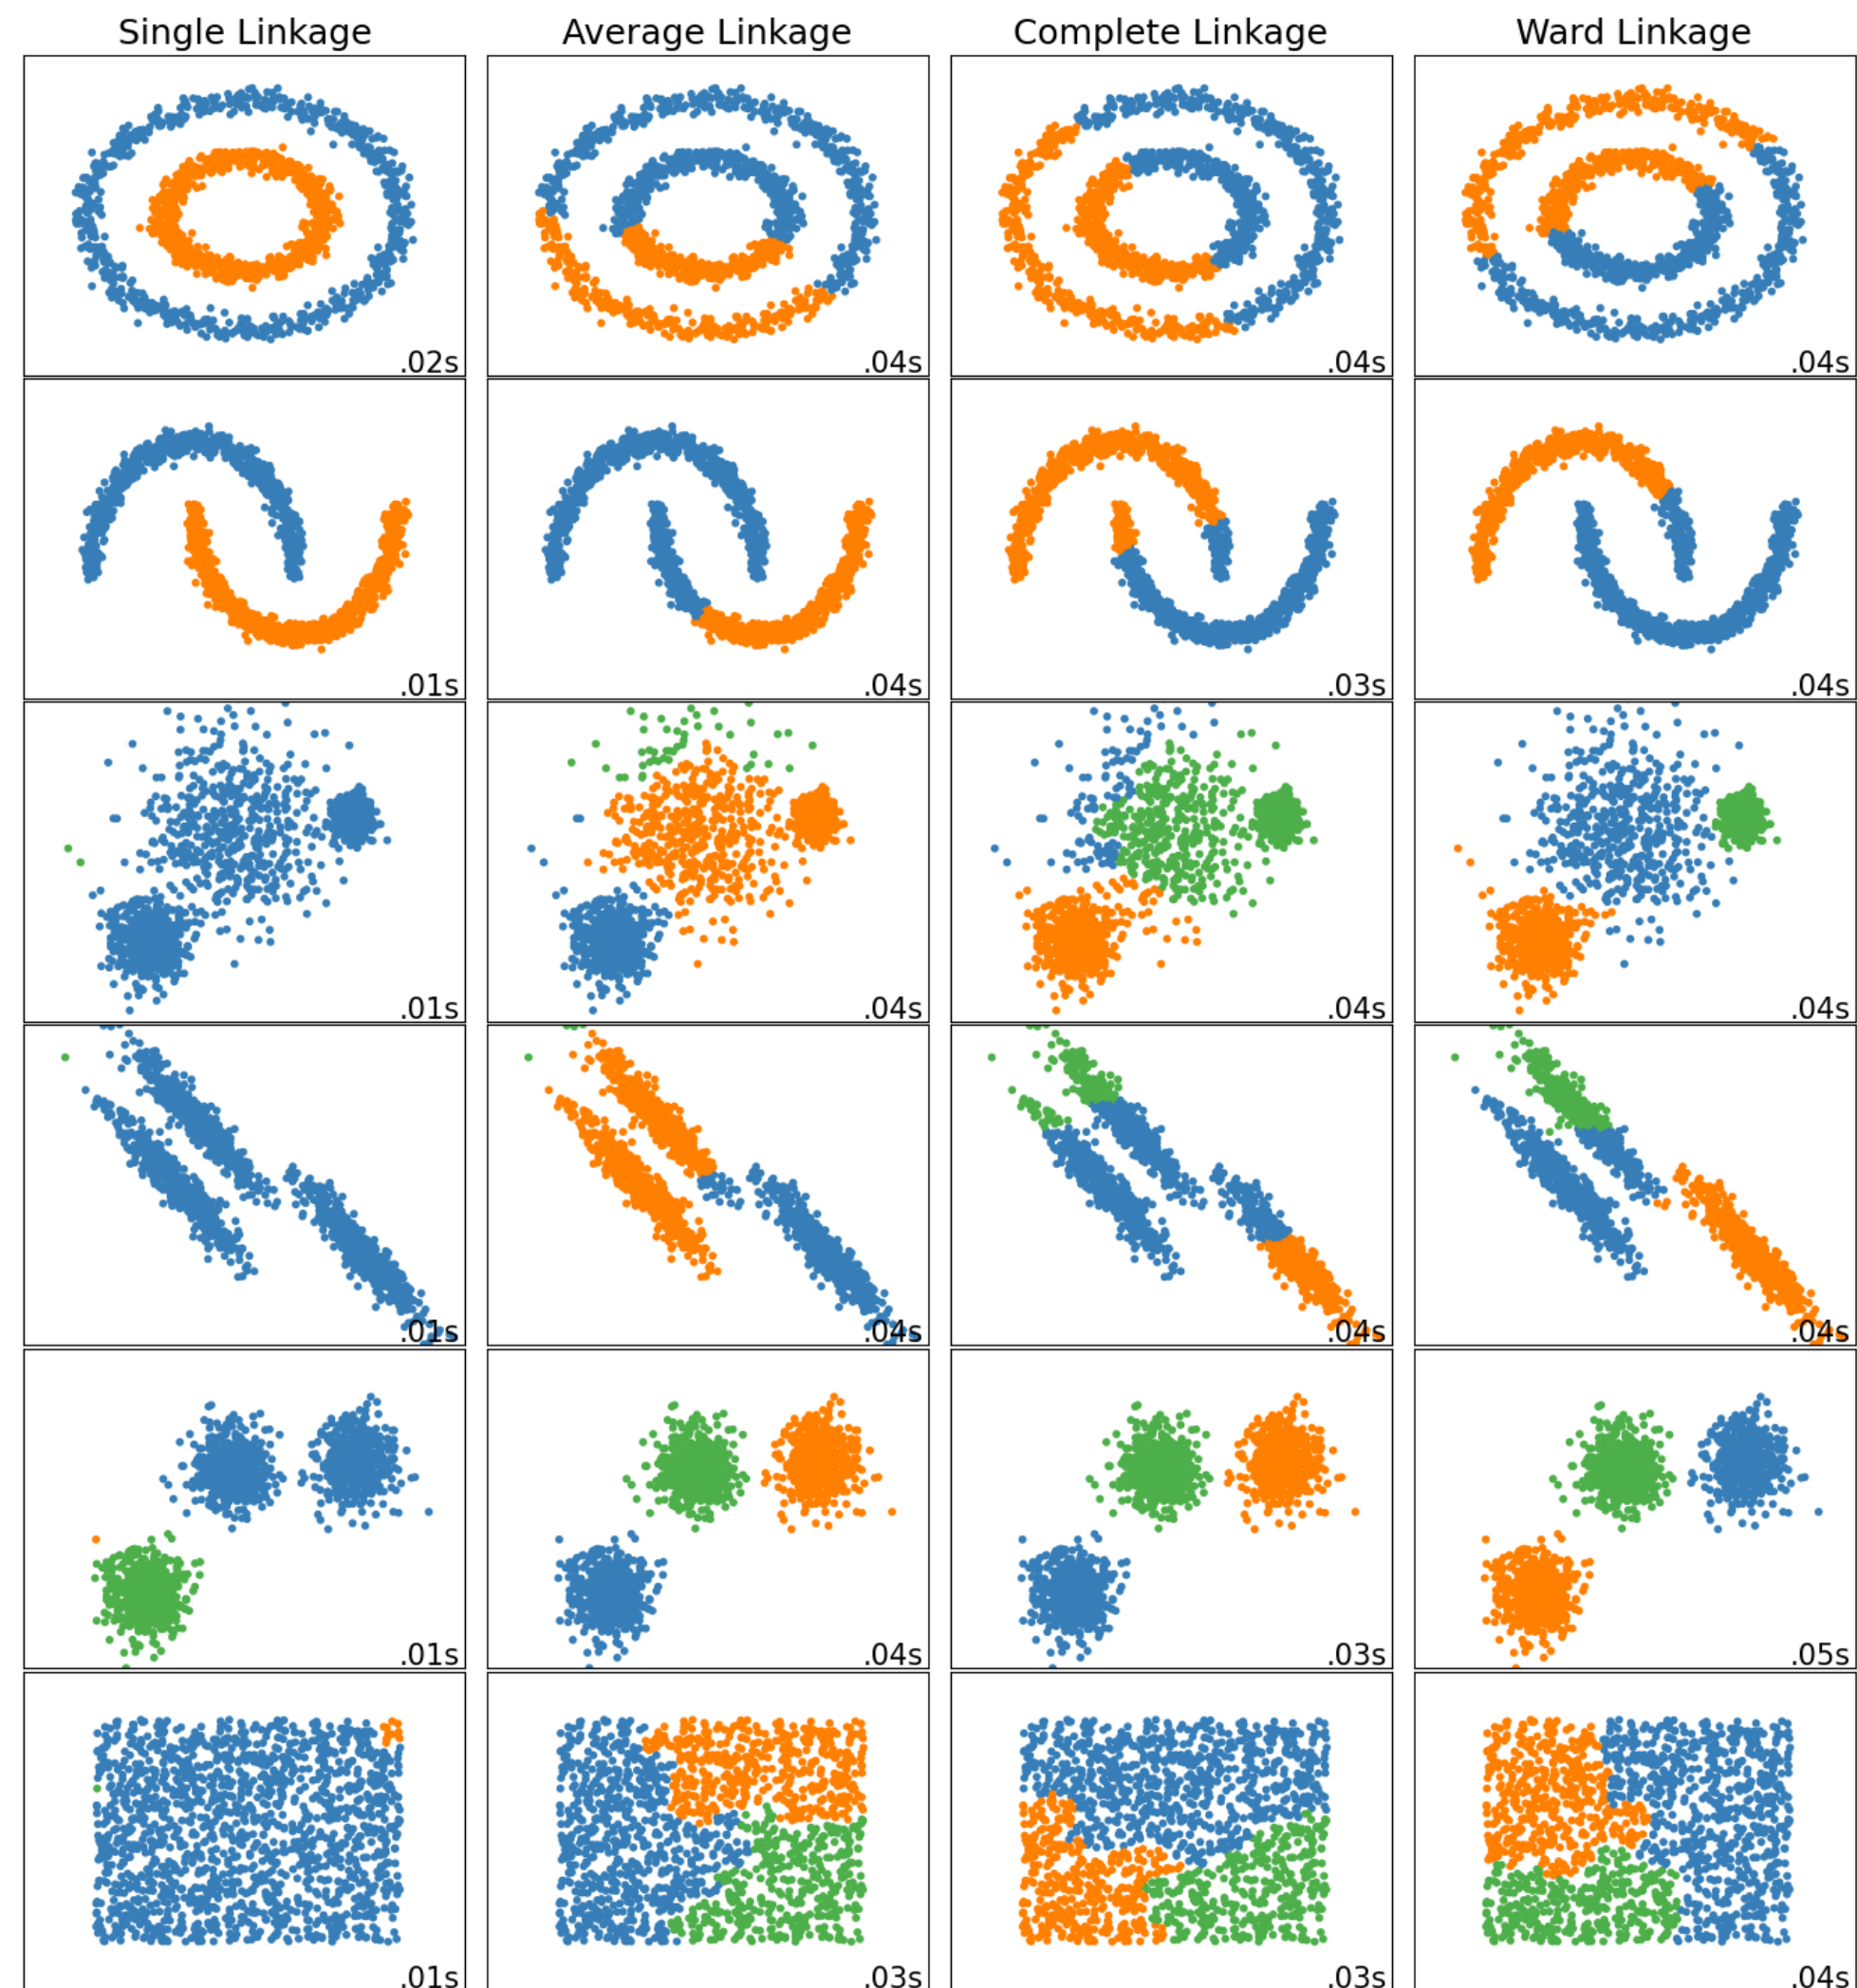 Single Linkage Average Linkage Complete Linkage Ward Linkage
.02s .04s .04s .04s
.01s .04s .03s .04s
.01s .04s .04s .04s
.01s .04s .04s .04s
.01s .04s .03s .05s
.01s .03s .03s .04s